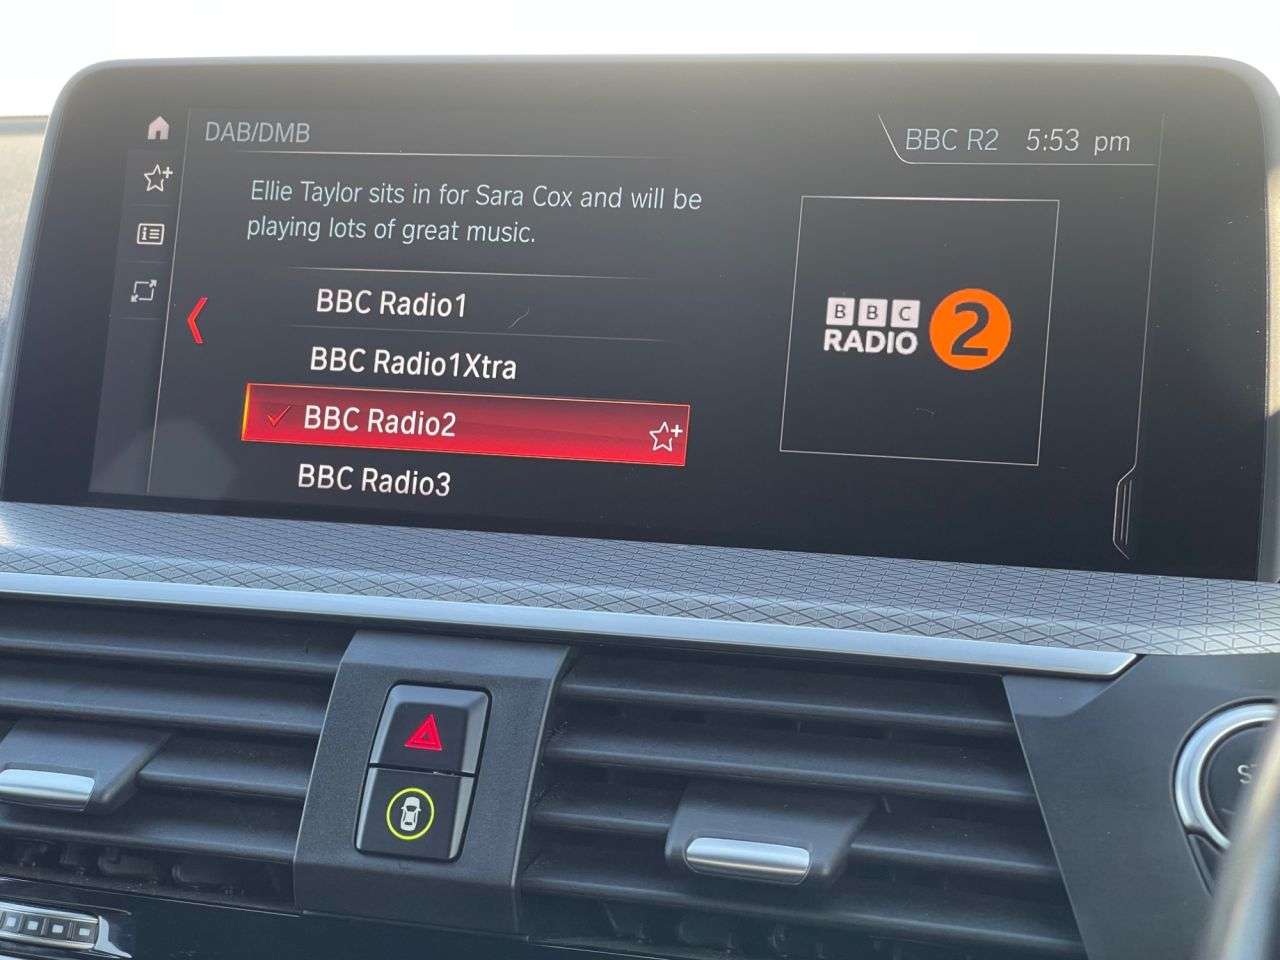 DAB/DMB
BBC R2 5:53 pm
Ellie Taylor sits in for Sara Cox and will be
playing lots of great music.
BBC Radio1
BBC Radio1Xtra
BBC Radio2
BBC Radio3
BBC
RADIO 2